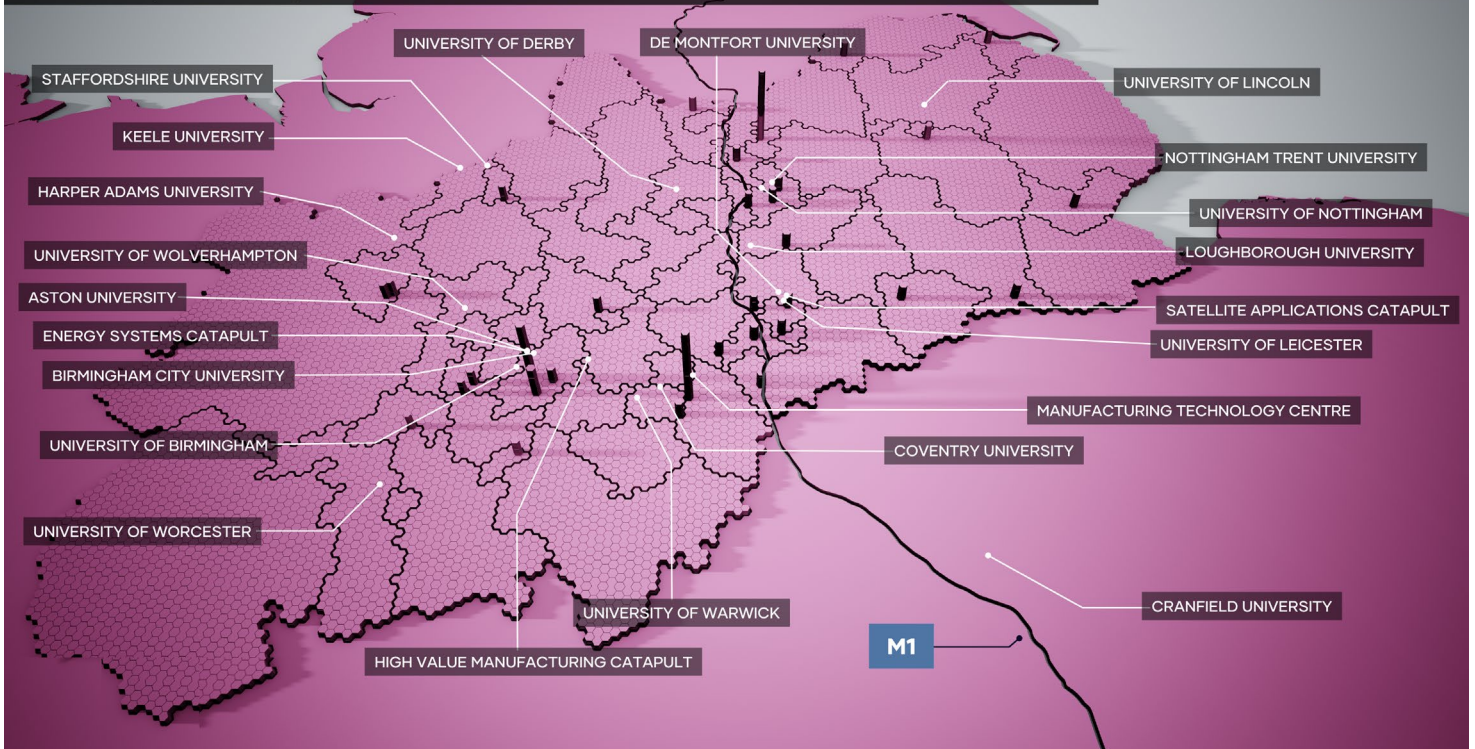 UNIVERSITY OF DERBY
DE MONTFORT UNIVERSITY
STAFFORDSHIRE UNIVERSITY
UNIVERSITY OF LINCOLN
KEELE UNIVERSITY
NOTTINGHAM TRENT UNIVERSITY
HARPER ADAMS UNIVERSITY
UNIVERSITY OF NOTTINGHAM
UNIVERSITY OF WOLVERHAMPTON
LOUGHBOROUGH UNIVERSITY
ASTON UNIVERSITY
SATELLITE APPLICATIONS CATAPULT
ENERGY SYSTEMS CATAPULT
UNIVERSITY OF LEICESTER
BIRMINGHAM CITY UNIVERSITY
MANUFACTURING TECHNOLOGY CENTRE
UNIVERSITY OF BIRMINGHAM
COVENTRY UNIVERSITY
UNIVERSITY OF WORCESTER
UNIVERSITY OF WARWICK
CRANFIELD UNIVERSITY
M1
HIGH VALUE MANUFACTURING CATAPULT